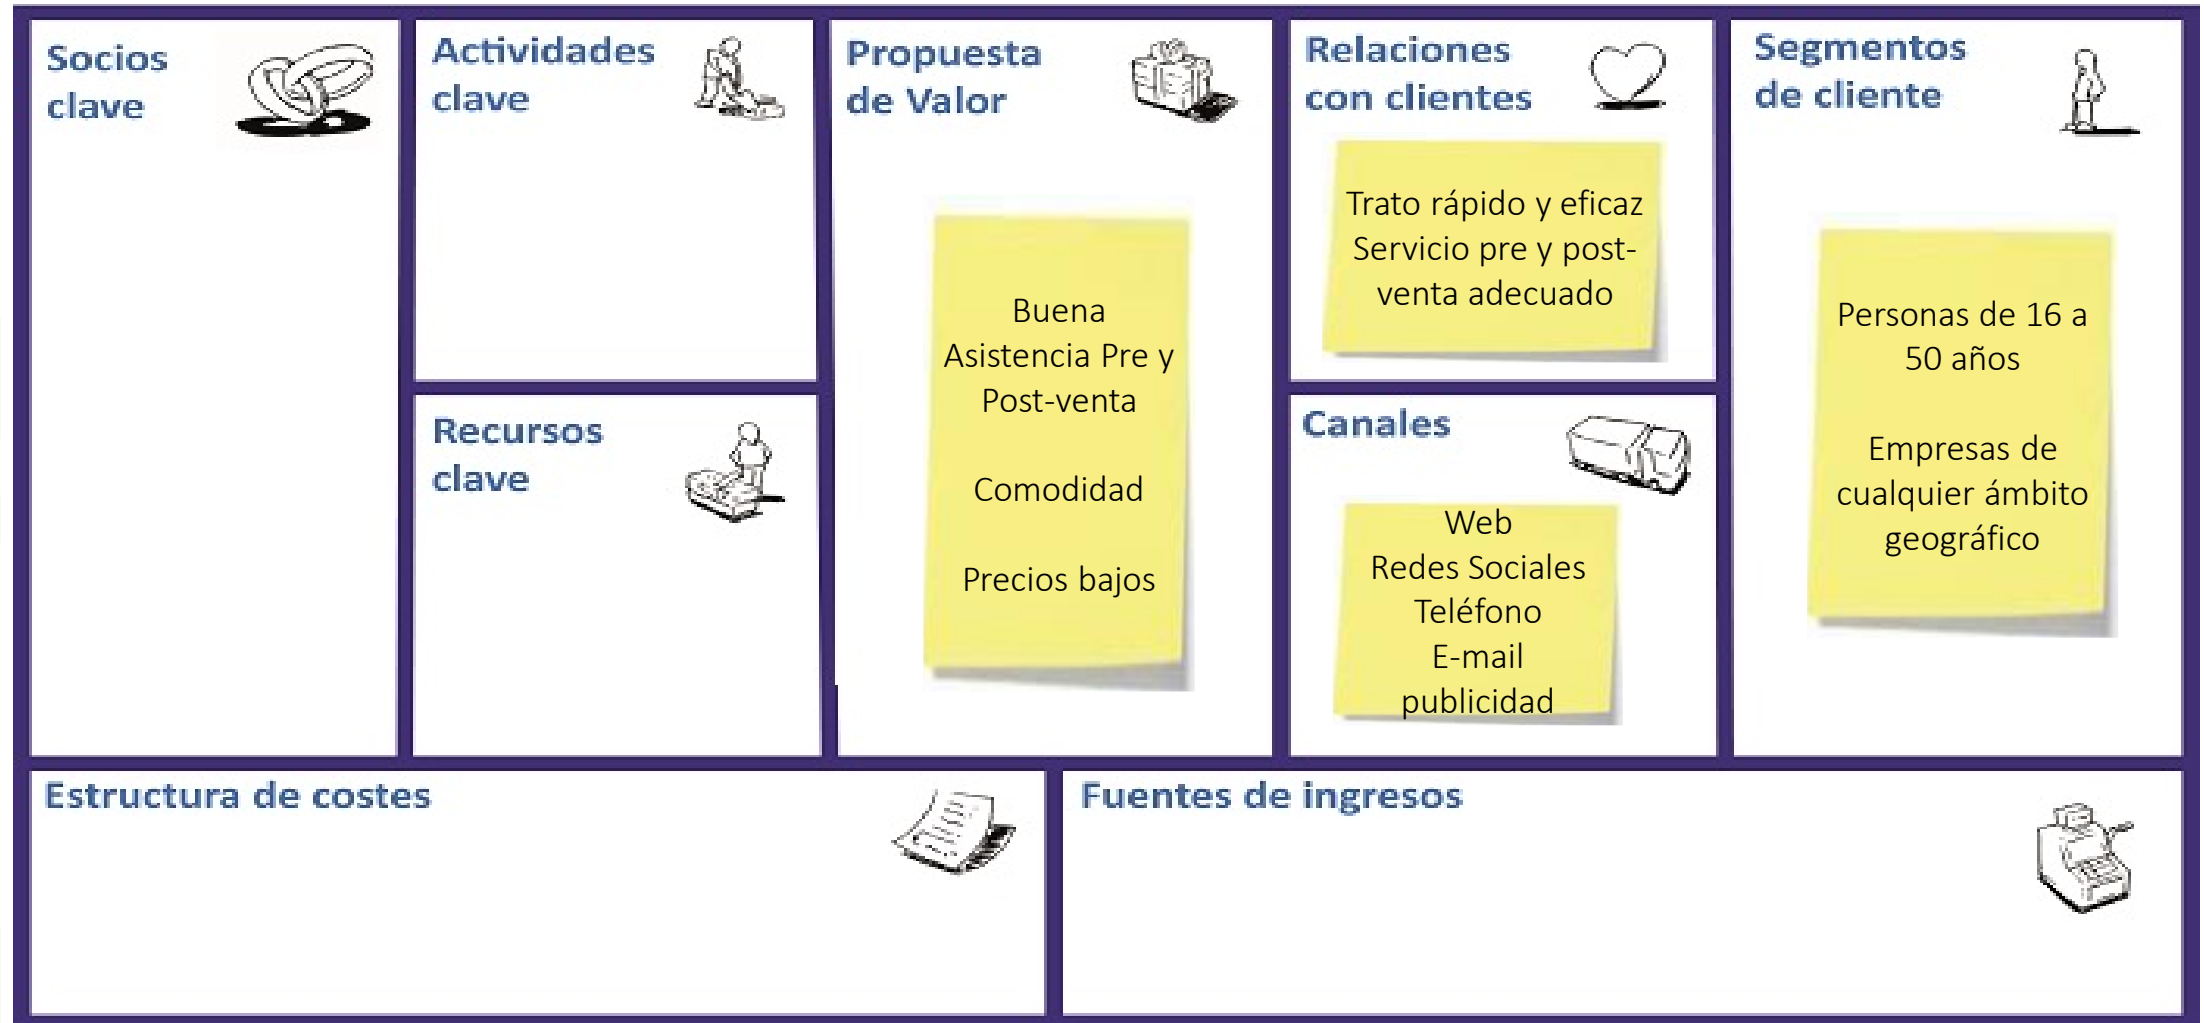 Socios
clave
Actividades
clave
Recursos
clave
Propuesta
de Valor
Buena
Asistencia Pre y
Post-venta
Comodidad
Precios bajos
Relaciones
con clientes
Trato rápido y eficaz
Servicio pre y post-
venta adecuado
Canales
Web
Redes Sociales
Teléfono
E-mail
publicidad
Segmentos
de cliente
Personas de 16 a
50 años
Empresas de
cualquier ámbito
geográfico
Estructura de costes
Fuentes de ingresos